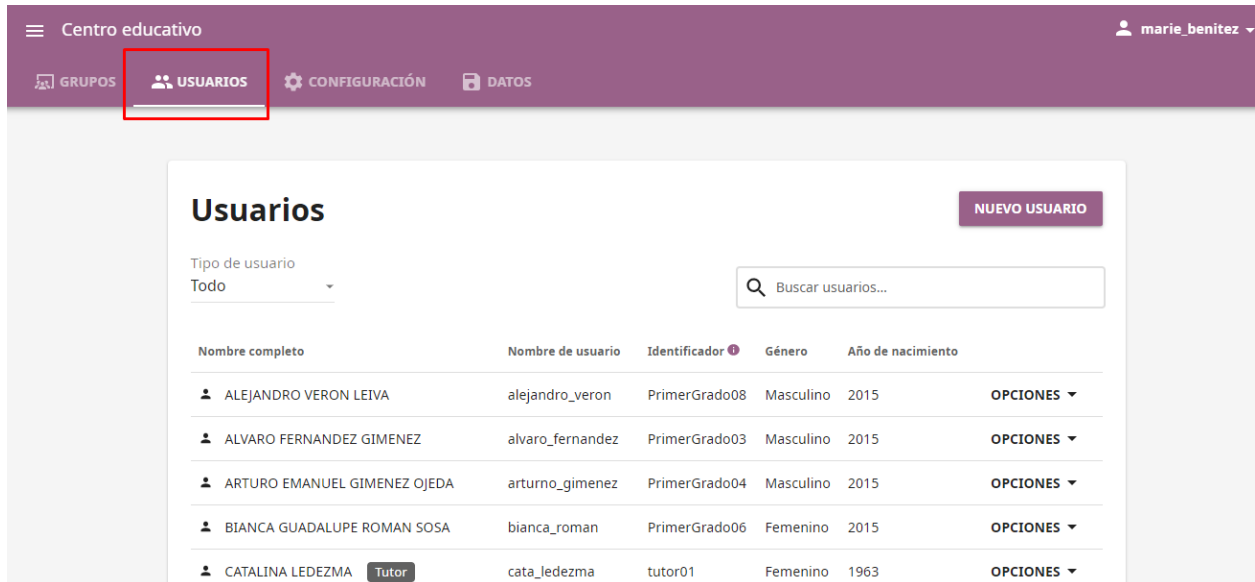 Centro educativo marie_benitez
GRUPOS USUARIOS CONFIGURACIÓN DATOS
Usuarios NUEVO USUARIO
Tipo de usuario
Todo Buscar usuarios...
Nombre completo Nombre de usuario Identificador Género Año de nacimiento
ALEJANDRO VERON LEIVA alejandro_veron PrimerGrado08 Masculino 2015 OPCIONES
ALVARO FERNANDEZ GIMENEZ alvaro_fernandez PrimerGrado03 Masculino 2015 OPCIONES
ARTURO EMANUEL GIMENEZ OJEDA arturno_gimenez PrimerGrado04 Masculino 2015 OPCIONES
BIANCA GUADALUPE ROMAN SOSA bianca_roman PrimerGrado06 Femenino 2015 OPCIONES
CATALINA LEDEZMA Tutor cata_ledezma tutor01 Femenino 1963 OPCIONES